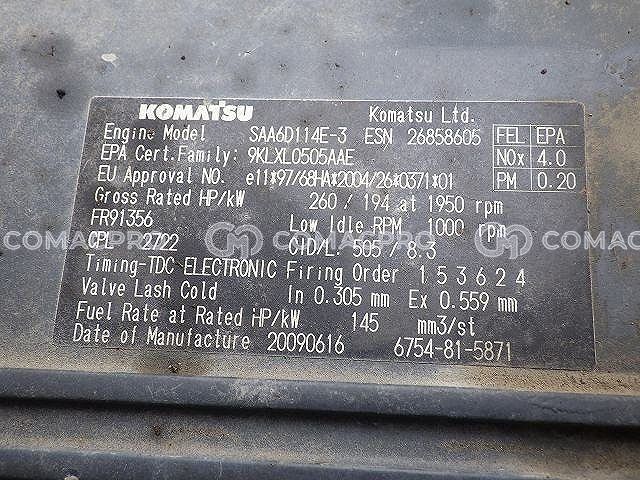 KOMATSU Komatsu Ltd.
Engine Model SAA6D114E-3 ESN 26858605 FEL EPA
EPA Cert.Family: 9KLXL0505AAE NOx 4.0
EU Approval NO. e11*97/68HA*2004/26*0371*01 PM 0.20
Gross Rated HP/kW 260 / 194 at 1950 rpm
FR91356 Low Idle RPM 1000 rpm
CPL 2722 CID/L: 505 / 8.3
COMACPRO COMACPRO COMACPRO
Timing-TDC ELECTRONIC Firing Order 1 5 3 6 2 4
Valve Lash Cold In 0.305 mm Ex 0.559 mm
Fuel Rate at Rated HP/kW 145 mm3/st
Date of Manufacture 20090616 6754-81-5871